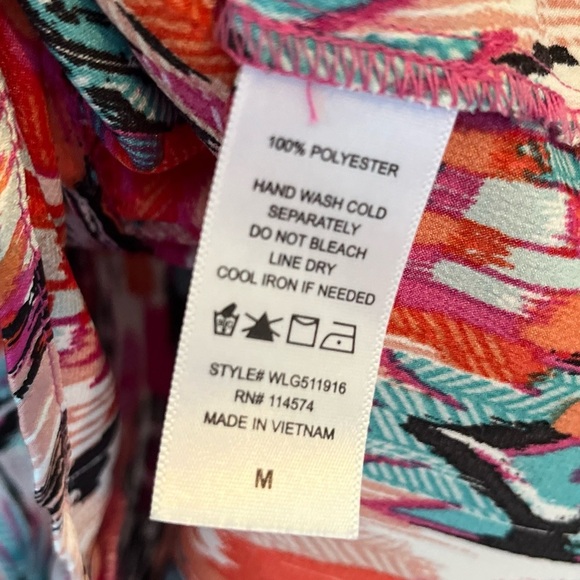 100% POLYESTER
HAND WASH COLD
SEPARATELY
DO NOT BLEACH
LINE DRY
COOL IRON IF NEEDED
STYLE# WLG511916
RN# 114574
MADE IN VIETNAM
M